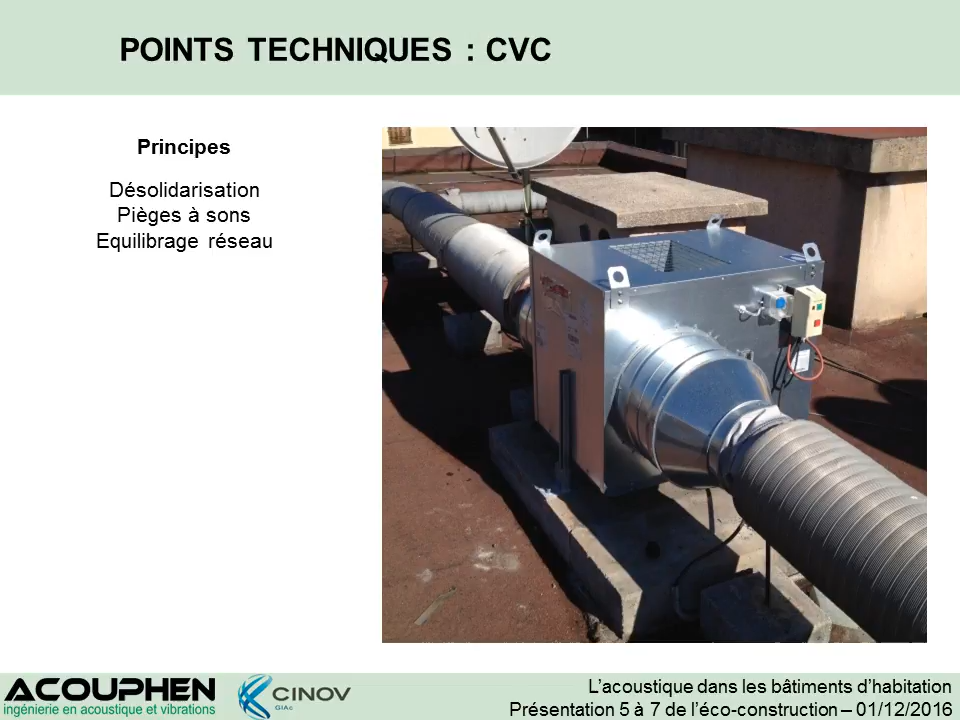 POINTS TECHNIQUES : CVC
Principes
Désolidarisation
Pièges à sons
Equilibrage réseau
ACOUPHEN
ingénierie en acoustique et vibrations
CINOV
GIAc
L'acoustique dans les bâtiments d'habitation
Présentation 5 à 7 de l'éco-construction – 01/12/2016